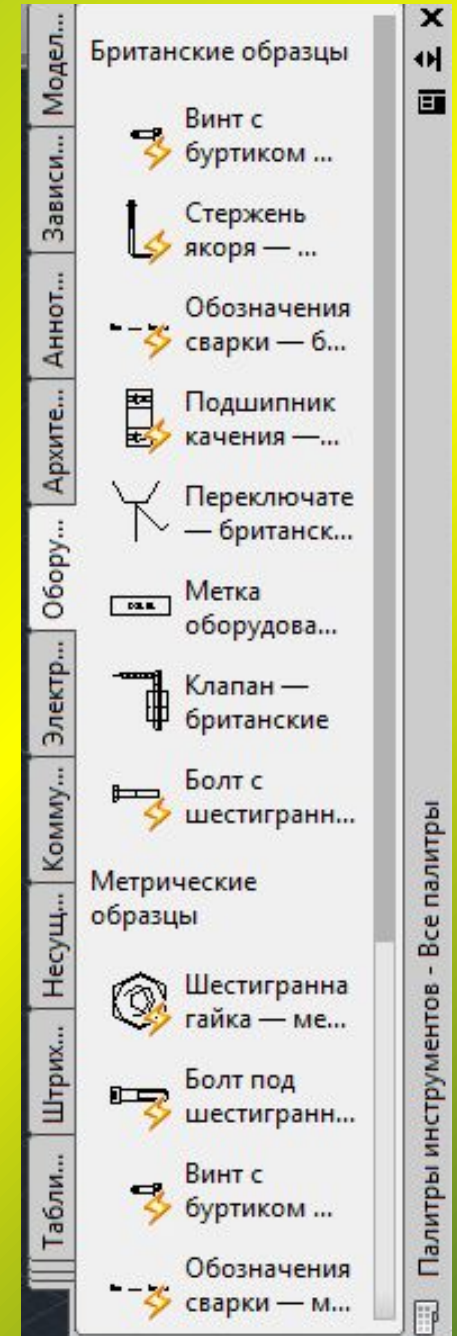 Модел...
Зависи...
Аннот...
Архите...
Обору...
Электр...
Комму...
Несущ...
Штрих...
Табли...
Британские образцы
Винт с
буртиком ...
Стержень
якоря — ...
Обозначения
сварки — б...
Подшипник
качения —...
Переключате
— британск...
Метка
оборудова...
Клапан —
британские
Болт с
шестигранн...
Метрические
образцы
Шестигранна
гайка — ме...
Болт под
шестигранн...
Винт с
буртиком ...
Обозначения
сварки — м...
Палитры инструментов - Все палитры